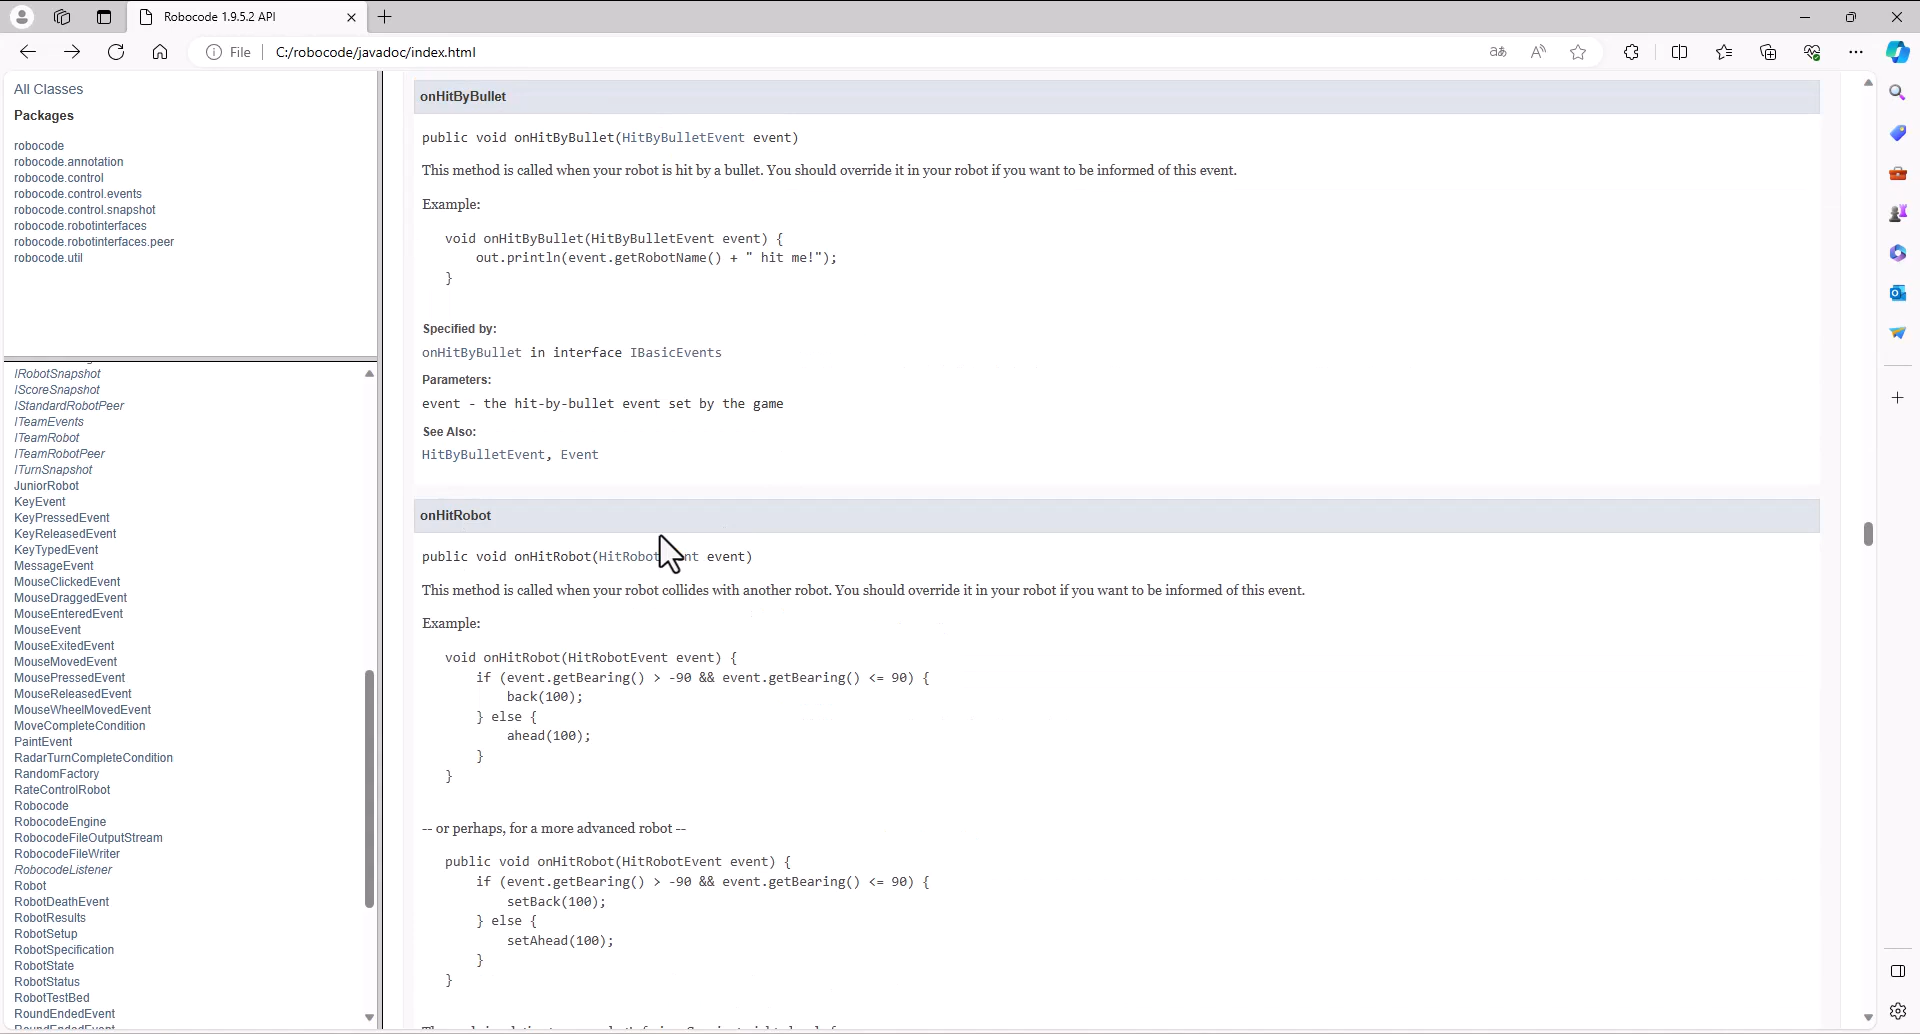 Robocode 1.9.5.2 API
File
C:/robocode/javadoc/index.html
All Classes
Packages
robocode
robocode.annotation
robocode.control
robocode.control.events
robocode.control.snapshot
robocode.robotinterfaces
robocode.robotinterfaces.peer
robocode.util
IRobotSnapshot
IScoreSnapshot
IStandardRobotPeer
ITeamEvents
ITeamRobot
ITeamRobotPeer
ITurnSnapshot
JuniorRobot
KeyEvent
KeyPressedEvent
KeyReleasedEvent
KeyTypedEvent
MessageEvent
MouseClickedEvent
MouseDraggedEvent
MouseEnteredEvent
MouseEvent
MouseExitedEvent
MouseMovedEvent
MousePressedEvent
MouseReleasedEvent
MouseWheelMovedEvent
MoveCompleteCondition
PaintEvent
RadarTurnCompleteCondition
RandomFactory
RateControlRobot
Robocode
RobocodeEngine
RobocodeFileOutputStream
RobocodeFileWriter
RobocodeListener
Robot
RobotDeathEvent
RobotResults
RobotSetup
RobotSpecification
RobotState
RobotStatus
RobotTestBed
RoundEndedEvent
onHitByBullet
public void onHitByBullet(HitByBulletEvent event)
This method is called when your robot is hit by a bullet. You should override it in your robot if you want to be informed of this event.
Example:
void onHitByBullet(HitByBulletEvent event) {
out.println(event.getRobotName() + " hit me!");
}
Specified by:
onHitByBullet in interface IBasicEvents
Parameters:
event - the hit-by-bullet event set by the game
See Also:
HitByBulletEvent, Event
onHitRobot
public void onHitRobot(HitRobot nt event)
This method is called when your robot collides with another robot. You should override it in your robot if you want to be informed of this event.
Example:
void onHitRobot(HitRobotEvent event) {
if (event.getBearing() > -90 && event.getBearing() <= 90) {
back(100);
} else {
ahead(100);
}
}
-- or perhaps, for a more advanced robot --
public void onHitRobot(HitRobotEvent event) {
if (event.getBearing() > -90 && event.getBearing() <= 90) {
setBack(100);
} else {
setAhead(100);
}
}